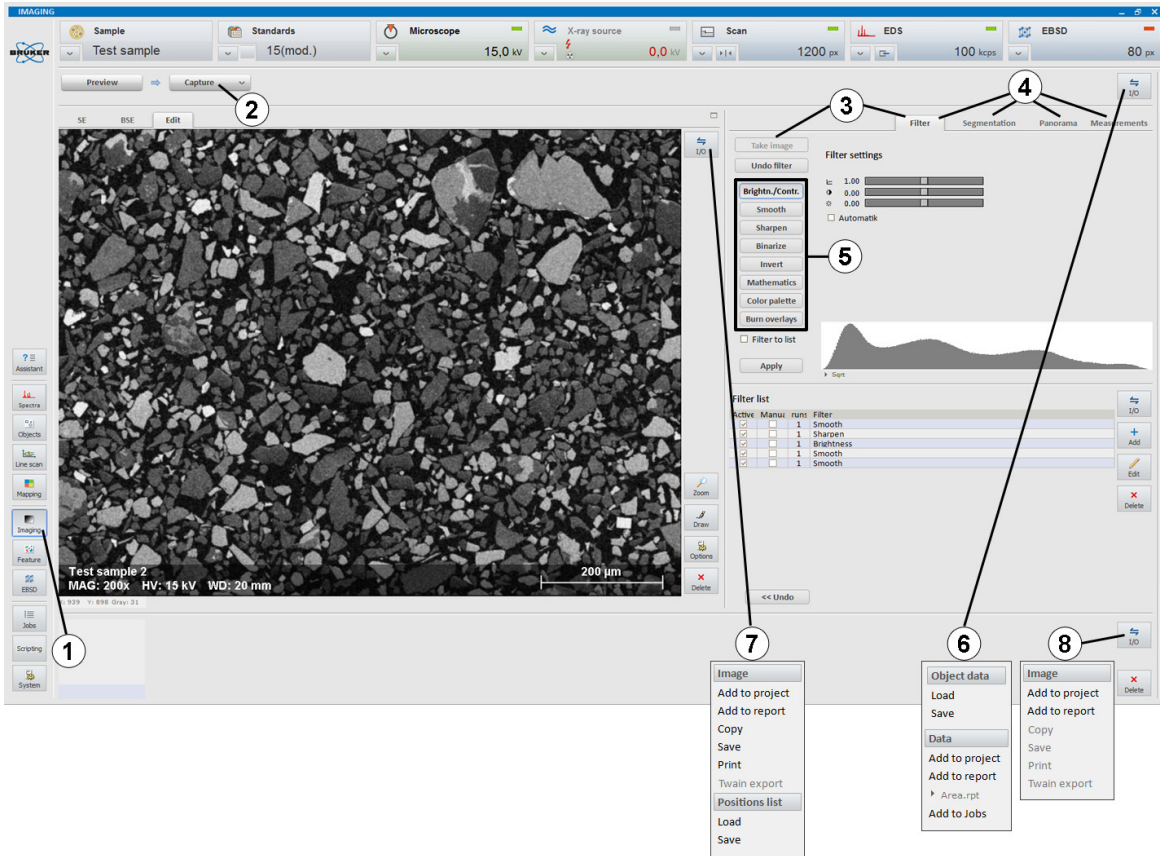 IMAGING
BRUKER
Sample
Test sample
Standards
15(mod.)
Microscope
15,0 kV
X-ray source
0,0 kV
Scan
1200 px
EDS
100 kcps
EBSD
80 px
Preview
Capture
I/O
2
3
4
SE
BSE
Edit
I/O
Filter
Segmentation
Panorama
Measurements
Take image
Undo filter
Filter settings
1.00
0.00
0.00
Automatik
Brightn./Contr.
Smooth
Sharpen
Binarize
Invert
Mathematics
Color palette
Burn overlays
5
Filter to list
Apply
Sqrt
Filter list
Active Manua runs Filter
1 Smooth
1 Sharpen
1 Brightness
1 Smooth
1 Smooth
I/O
Add
Edit
Delete
<< Undo
Assistant
Spectra
Objects
Line scan
Mapping
Imaging
Feature
EBSD
Jobs
Scripting
System
1
Zoom
Draw
Options
Delete
Test sample 2
MAG: 200x HV: 15 kV WD: 20 mm
200 µm
X: 939 Y: 898 Gray: 31
7
6
8
I/O
Delete
Image
Add to project
Add to report
Copy
Save
Print
Twain export
Positions list
Load
Save
Object data
Load
Save
Data
Add to project
Add to report
Area.rpt
Add to Jobs
Image
Add to project
Add to report
Copy
Save
Print
Twain export